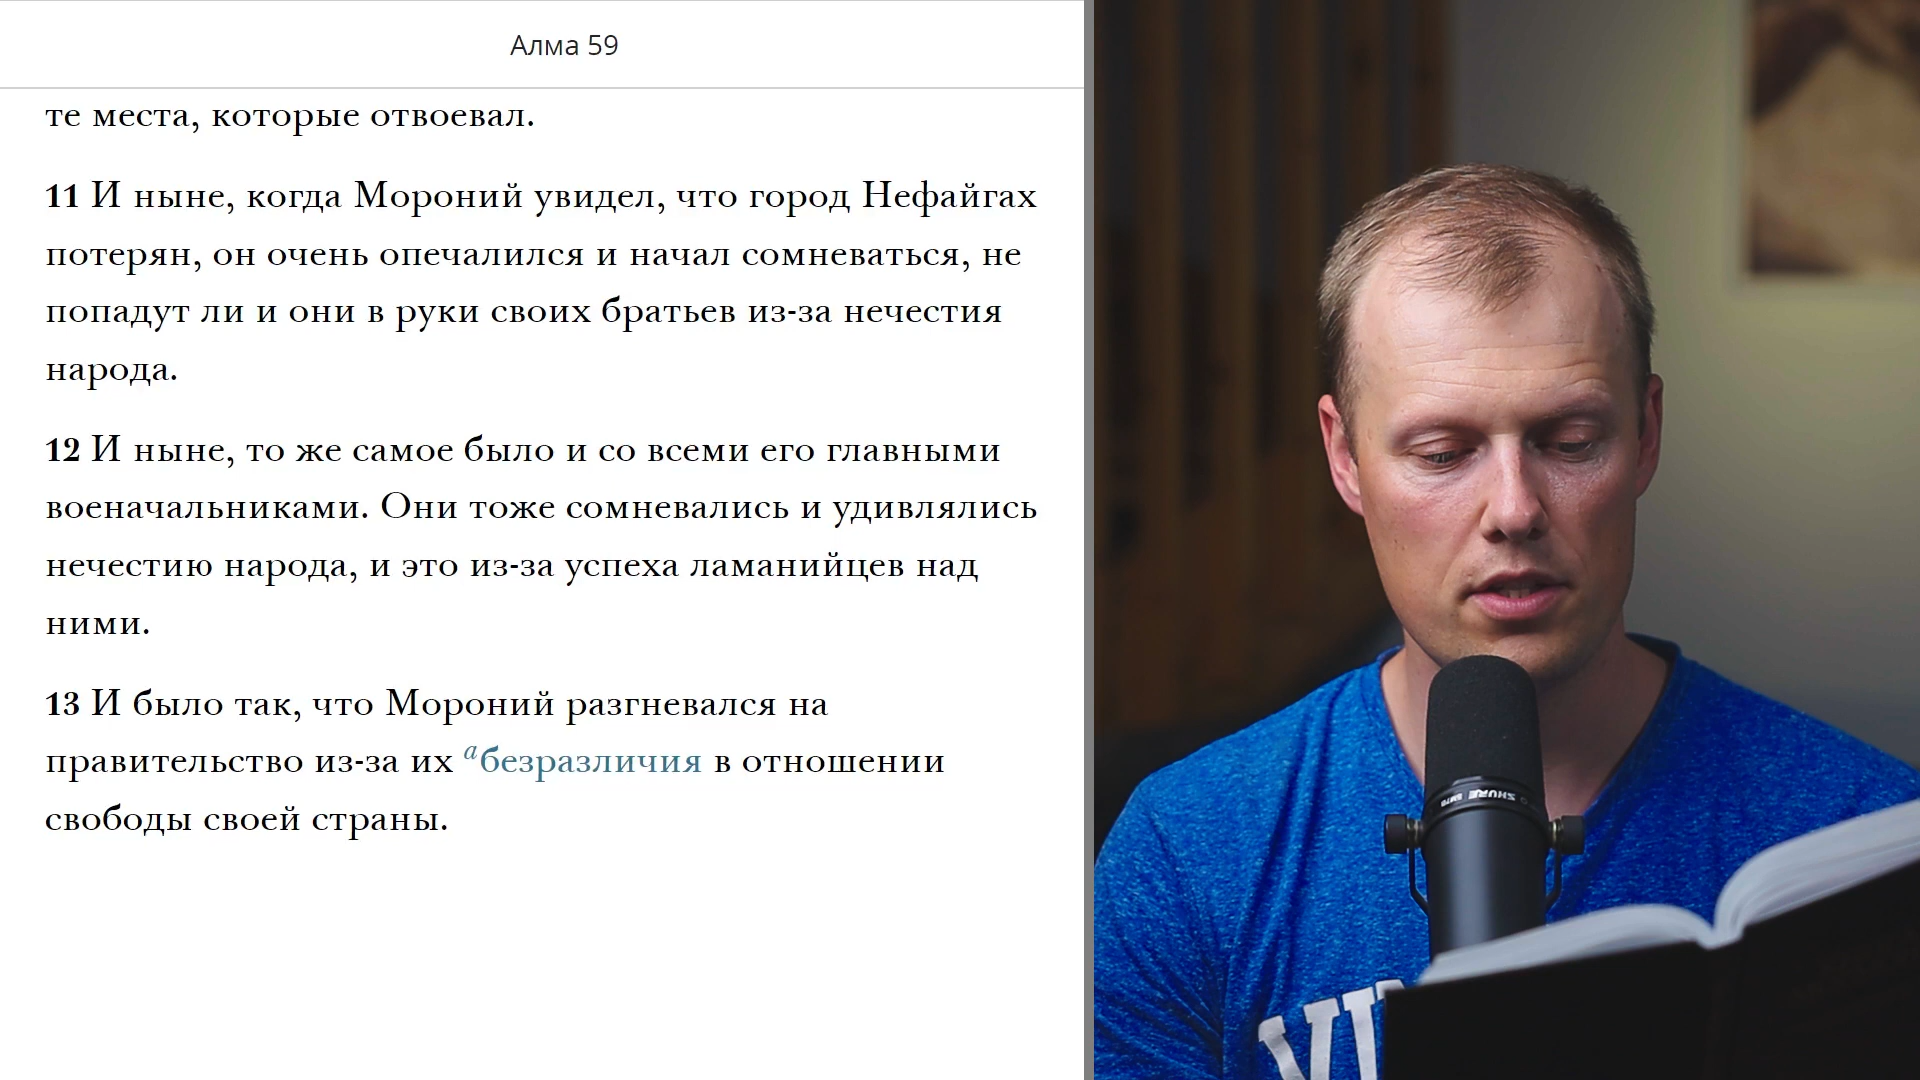 Алма 59
те места, которые отвоевал.
11 И ныне, когда Мороний увидел, что город Нефайгах
потерян, он очень опечалился и начал сомневаться, не
попадут ли и они в руки своих братьев из-за нечестия
народа.
12 И ныне, то же самое было и со всеми его главными
военачальниками. Они тоже сомневались и удивлялись
нечестию народа, и это из-за успеха ламанийцев над
ними.
13 И было так, что Мороний разгневался на
правительство из-за их ᵃбезразличия в отношении
свободы своей страны.
SHURE